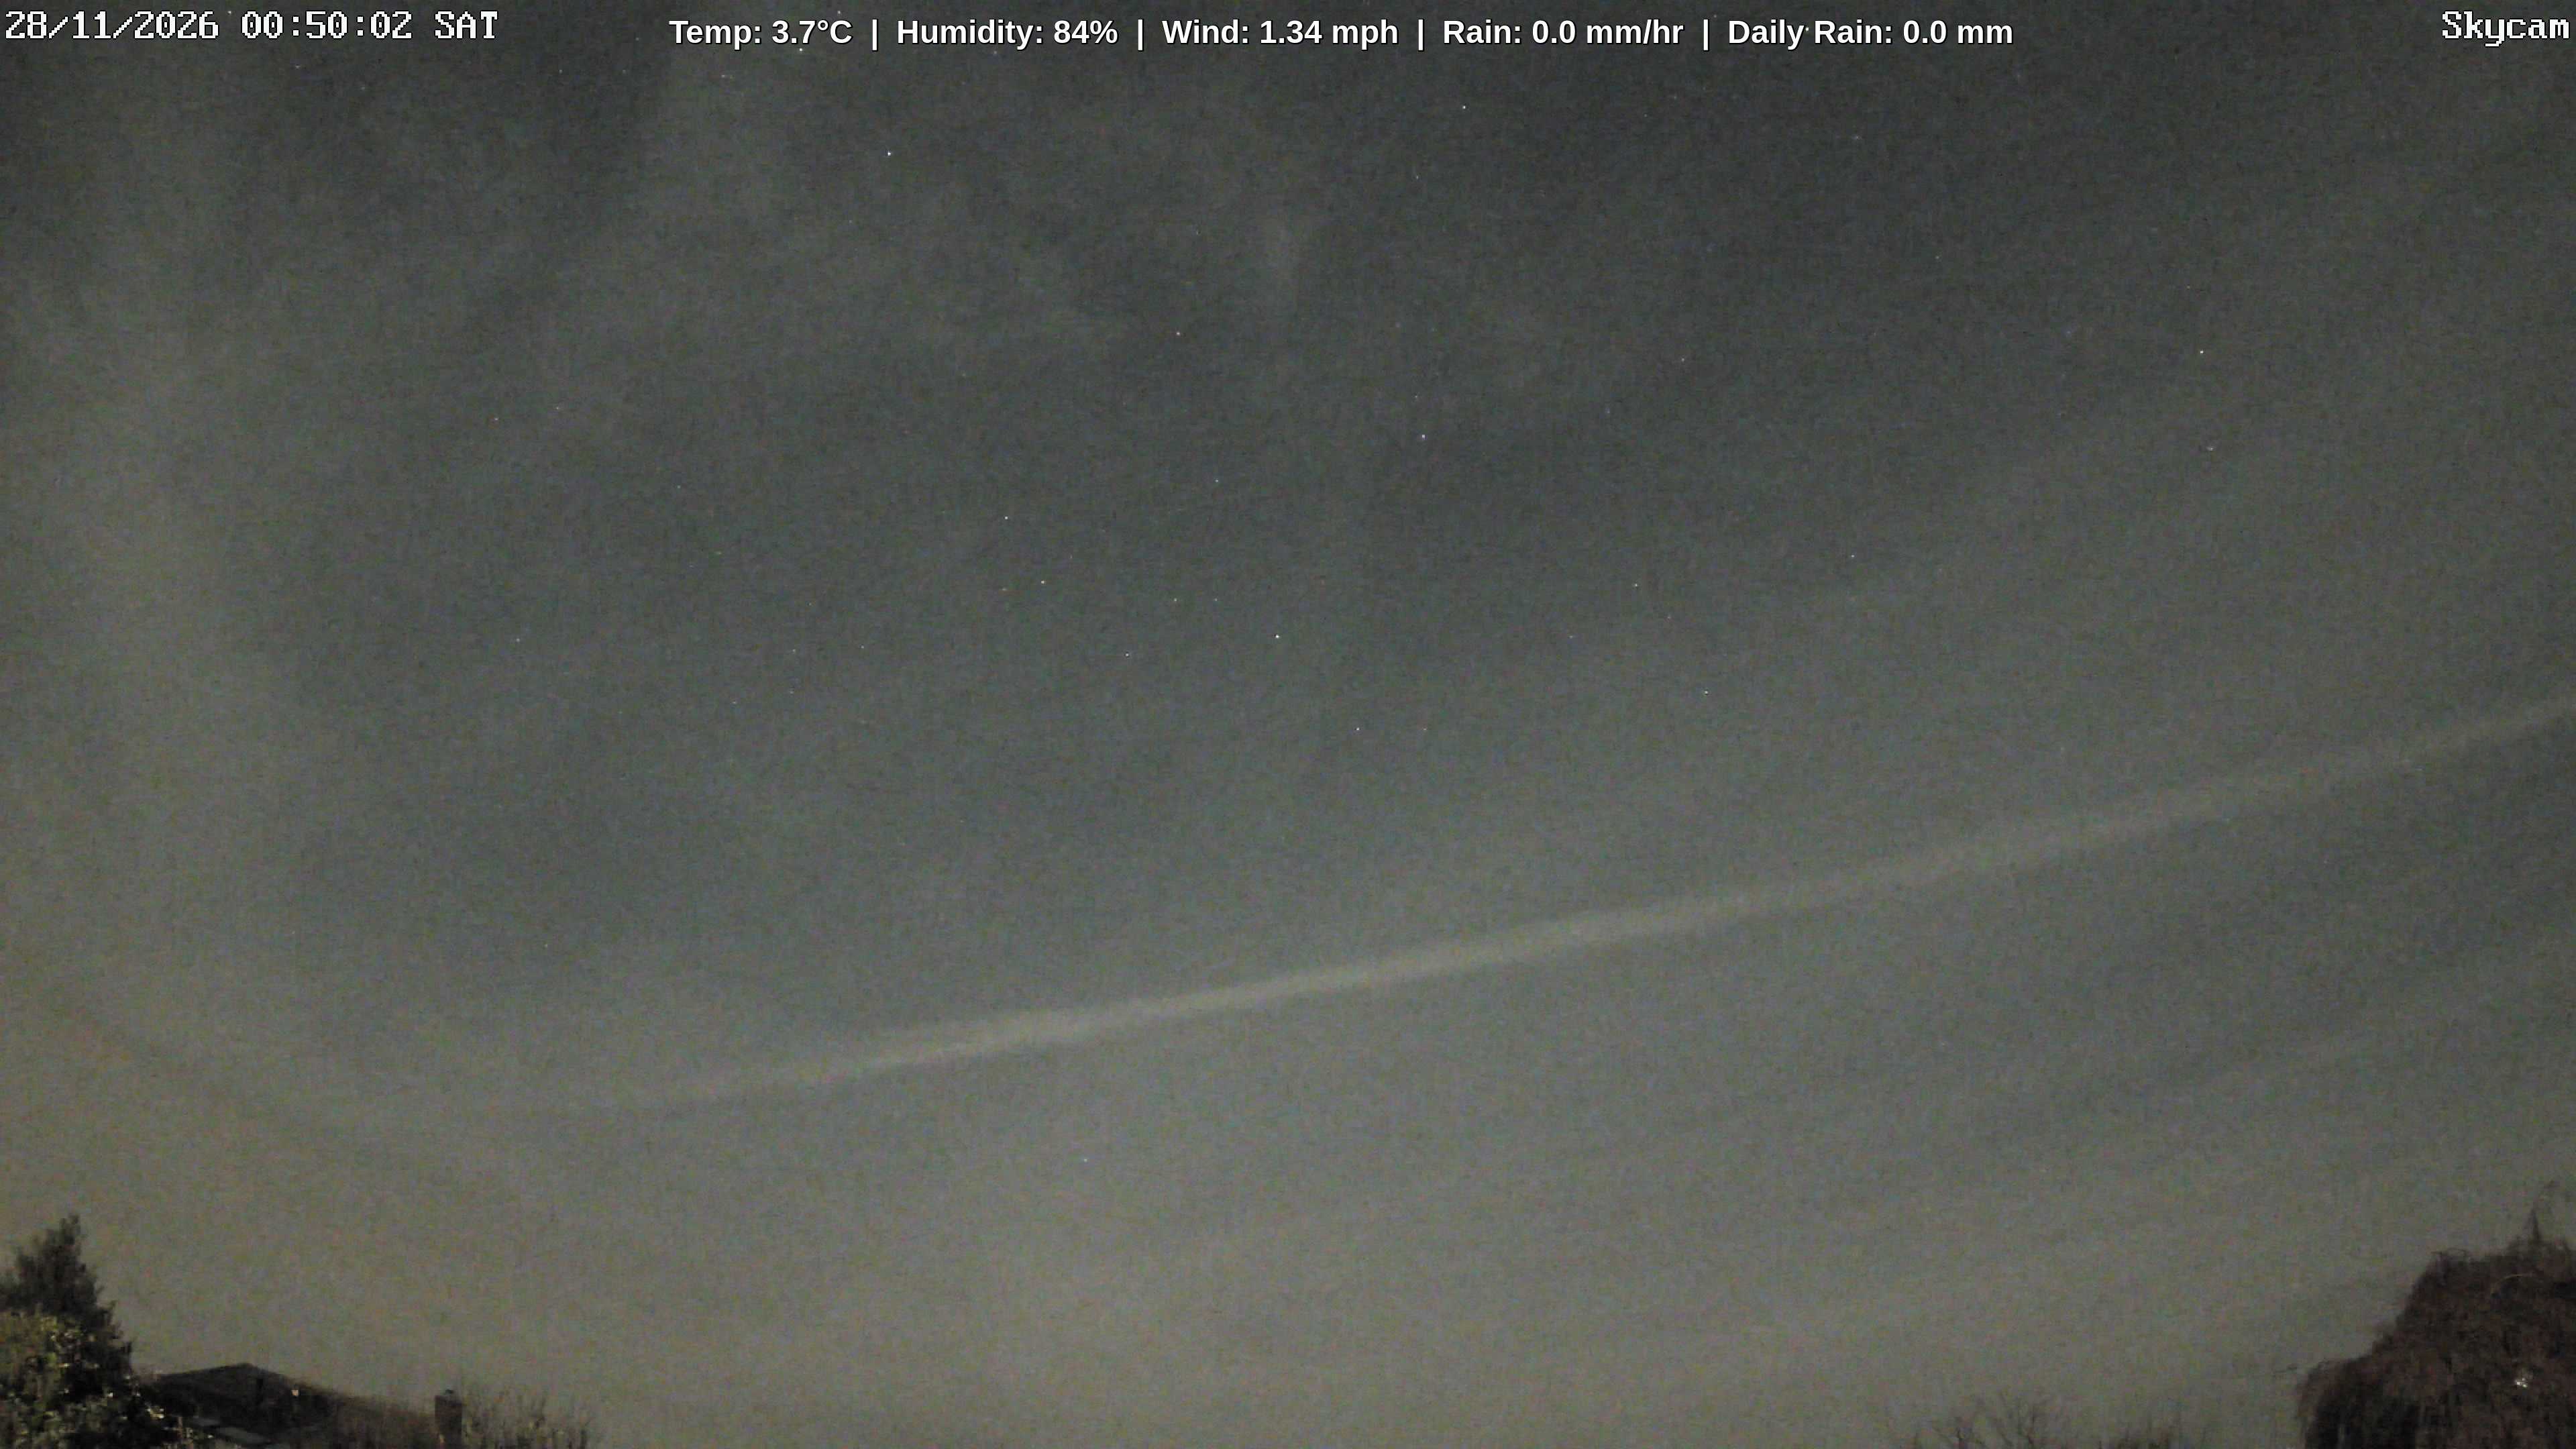 28/11/2026 00:50:02 SAT
Temp: 3.7°C | Humidity: 84% | Wind: 1.34 mph | Rain: 0.0 mm/hr | Daily Rain: 0.0 mm
Skycam